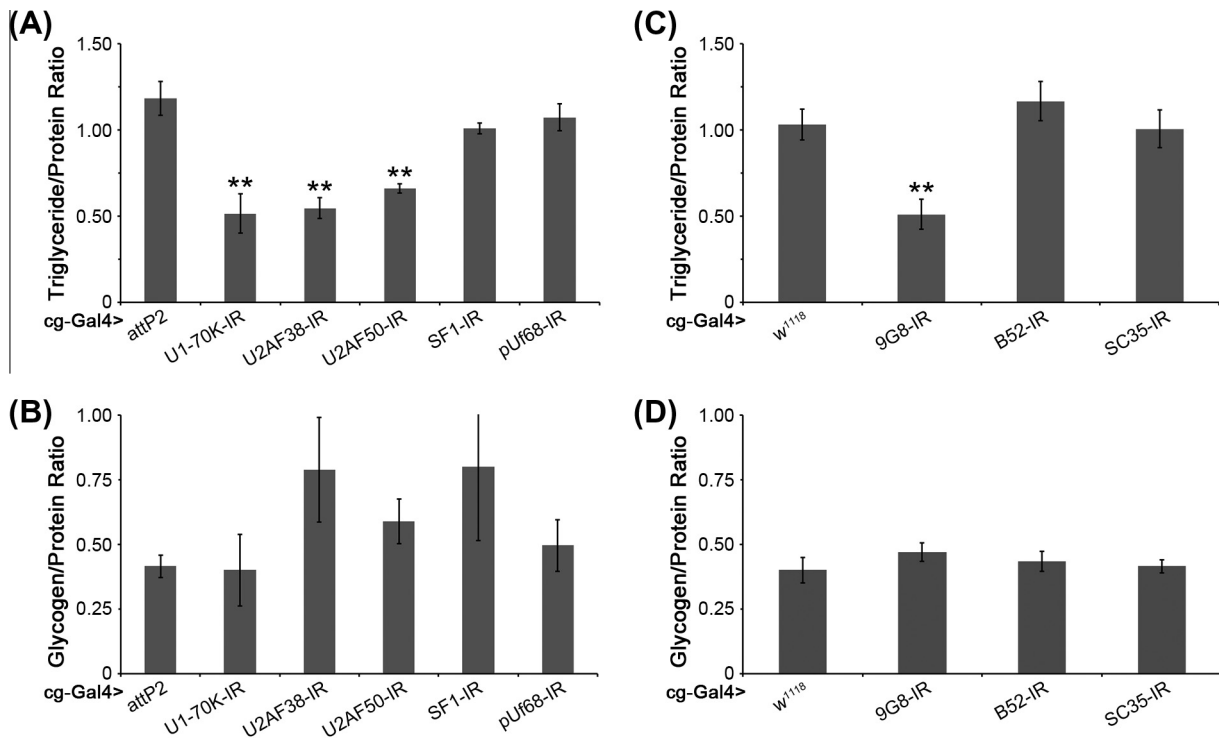 (A)
Triglyceride/Protein Ratio
1.50
1.00
0.50
0
** ** **
cg-Gal4> attP2 U1-70K-IR U2AF38-IR U2AF50-IR SF1-IR pUf68-IR
(C)
Triglyceride/Protein Ratio
1.50
1.00
0.50
0
**
cg-Gal4> w1118 9G8-IR B52-IR SC35-IR
(B)
Glycogen/Protein Ratio
1.00
0.75
0.50
0.25
0
cg-Gal4> attP2 U1-70K-IR U2AF38-IR U2AF50-IR SF1-IR pUf68-IR
(D)
Glycogen/Protein Ratio
1.00
0.75
0.50
0.25
0
cg-Gal4> w1118 9G8-IR B52-IR SC35-IR